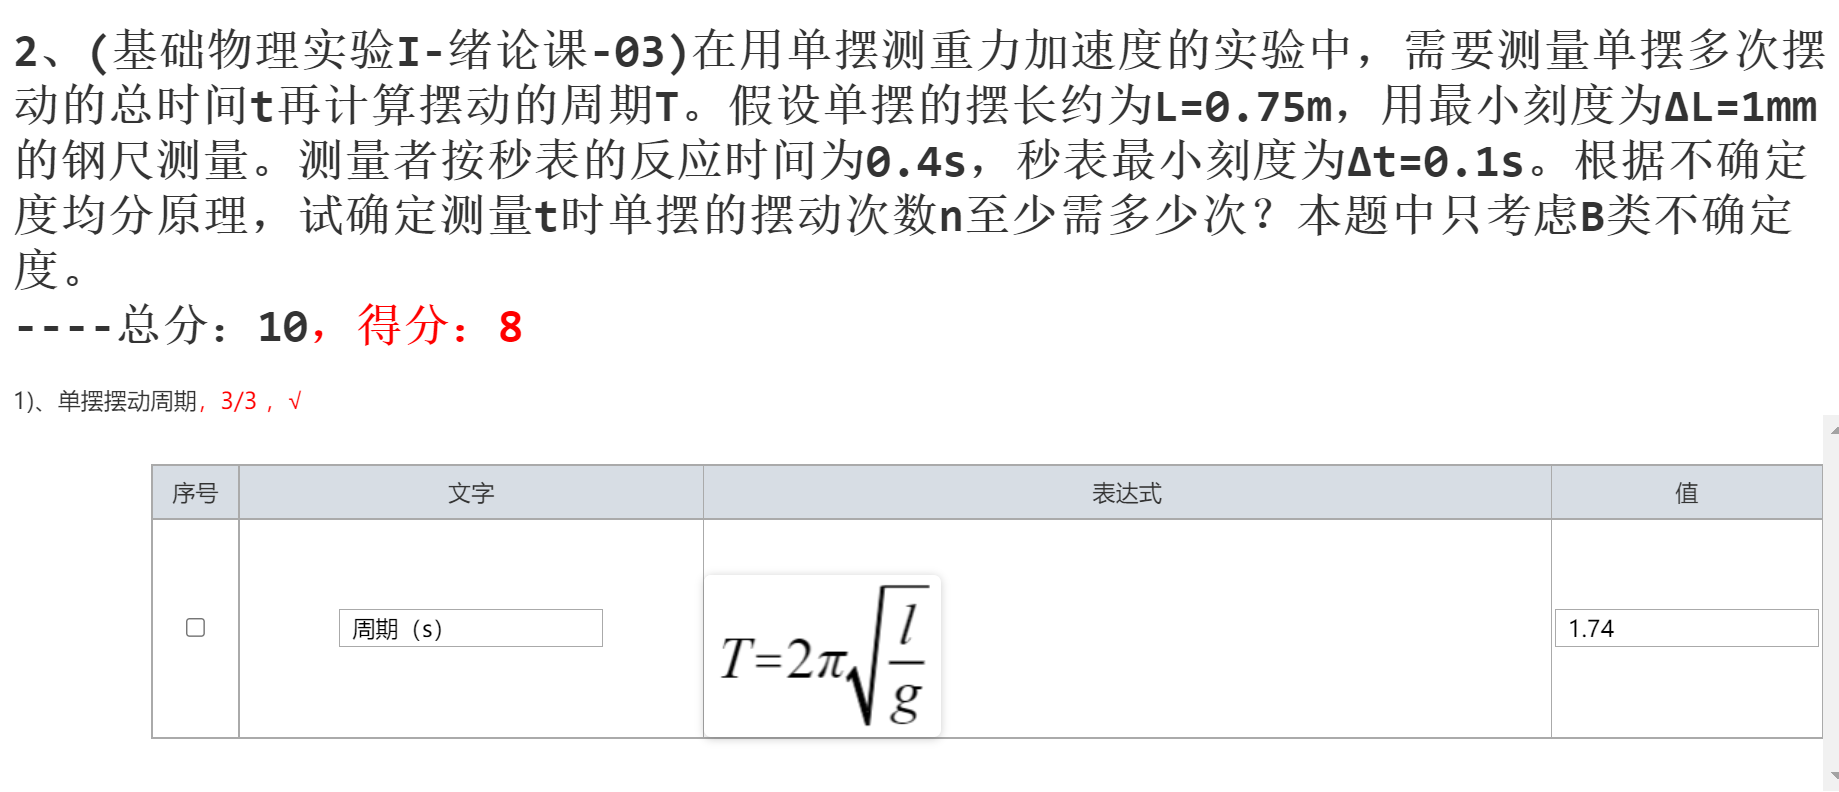 2、(基础物理实验I-绪论课-03)在用单摆测重力加速度的实验中，需要测量单摆多次摆
动的总时间t再计算摆动的周期T。假设单摆的摆长约为L=0.75m，用最小刻度为ΔL=1mm
的钢尺测量。测量者按秒表的反应时间为0.4s，秒表最小刻度为Δt=0.1s。根据不确定
度均分原理，试确定测量t时单摆的摆动次数n至少需多少次？本题中只考虑B类不确定
度。
----总分：10，得分：8
1)、单摆摆动周期，3/3 ，√
序号 文字 表达式 值
周期（s） T=2π√(l/g) 1.74